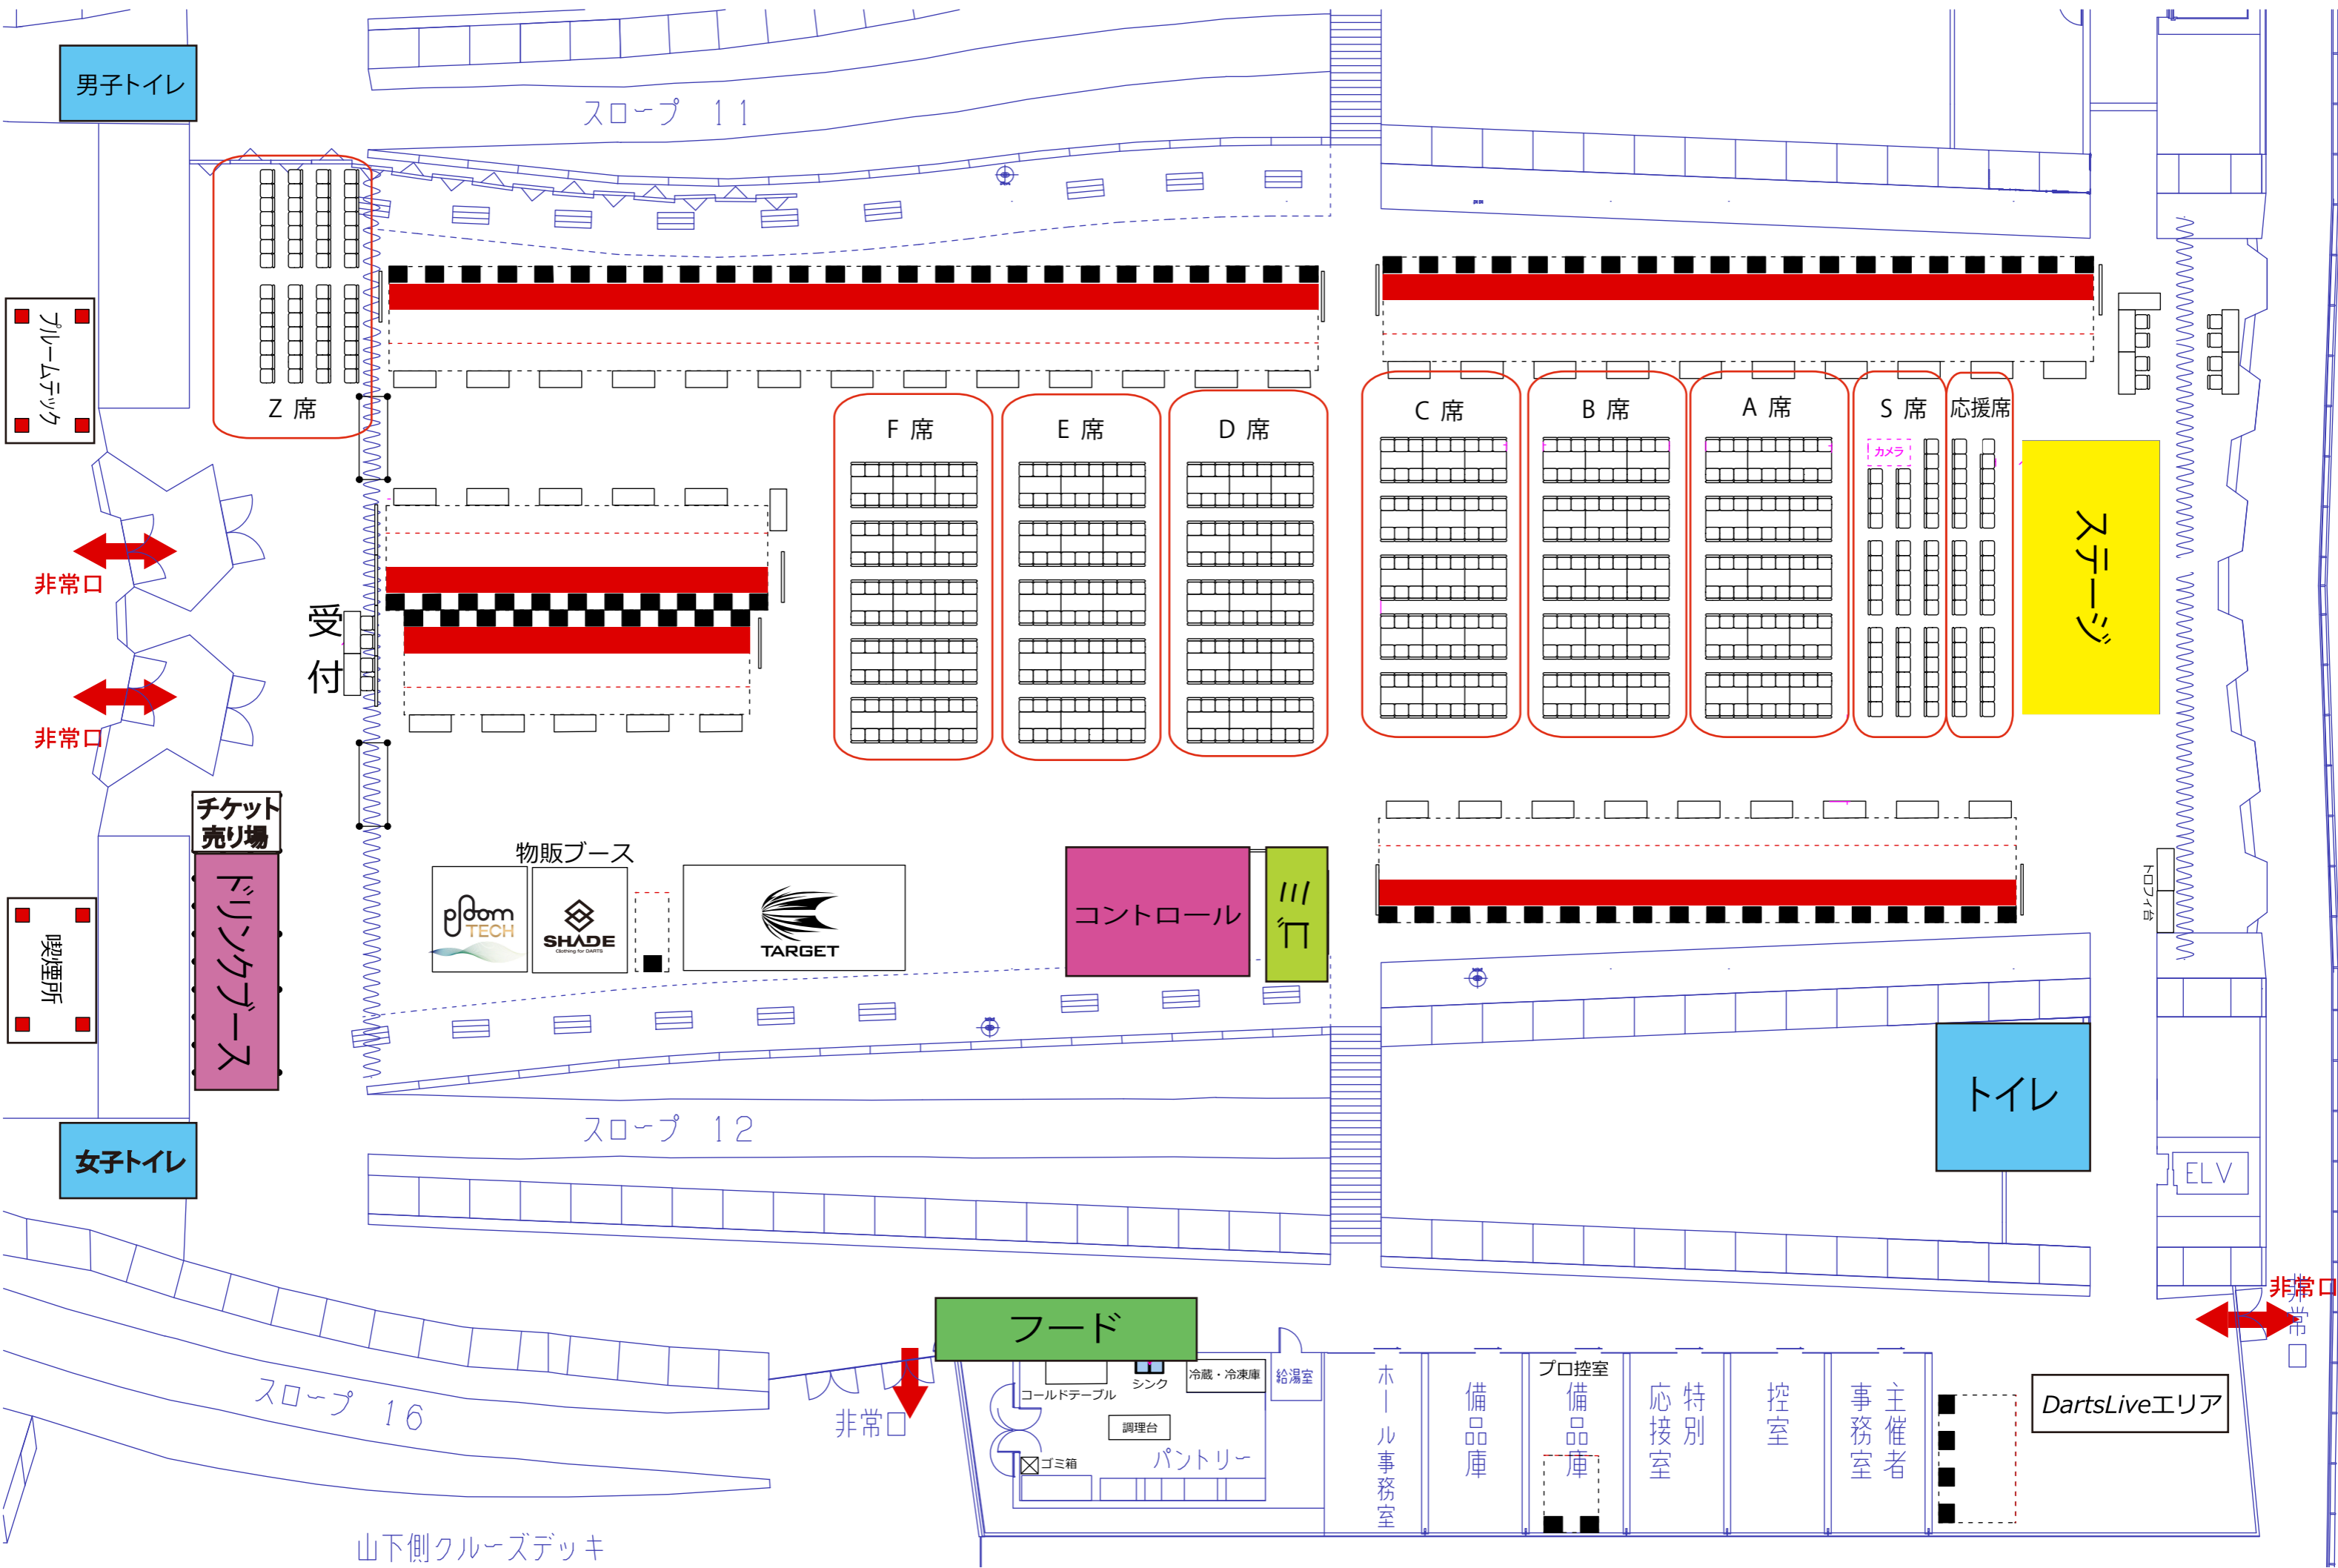 男子トイレ
スロープ 11
プルームテック
Z 席
F 席
E 席
D 席
C 席
B 席
A 席
S 席
応援席
カメラ
ステージ
非常口
受付
非常口
チケット
売り場
ドリンクブース
喫煙所
物販ブース
ploom
TECH
SHADE
Clothing for DARTS
TARGET
コントロール
ゴミ
トロフィ台
スロープ 12
トイレ
女子トイレ
ELV
非常口
非常口
フード
スロープ 16
非常口
コールドテーブル
シンク
冷蔵・冷凍庫
給湯室
調理台
ゴミ箱
パントリー
ホール事務室
備品庫
プロ控室
備品庫
特別
応接室
控室
主催者
事務室
DartsLiveエリア
山下側クルーズデッキ